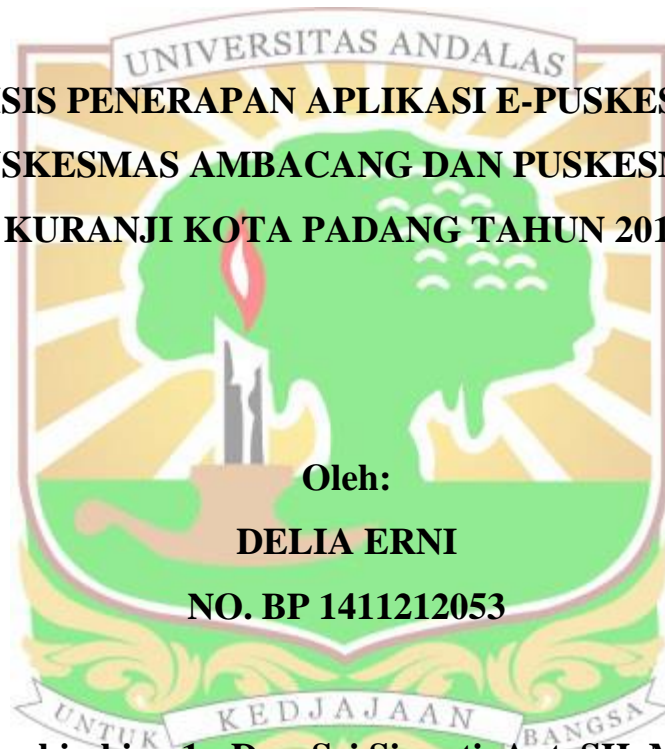 UNIVERSITAS ANDALAS
ISIS PENERAPAN APLIKASI E-PUSKES
SKESMAS AMBACANG DAN PUSKESM
KURANJI KOTA PADANG TAHUN 201
Oleh:
DELIA ERNI
NO. BP 1411212053
UNTUK KEDJAJAAN BANGSA